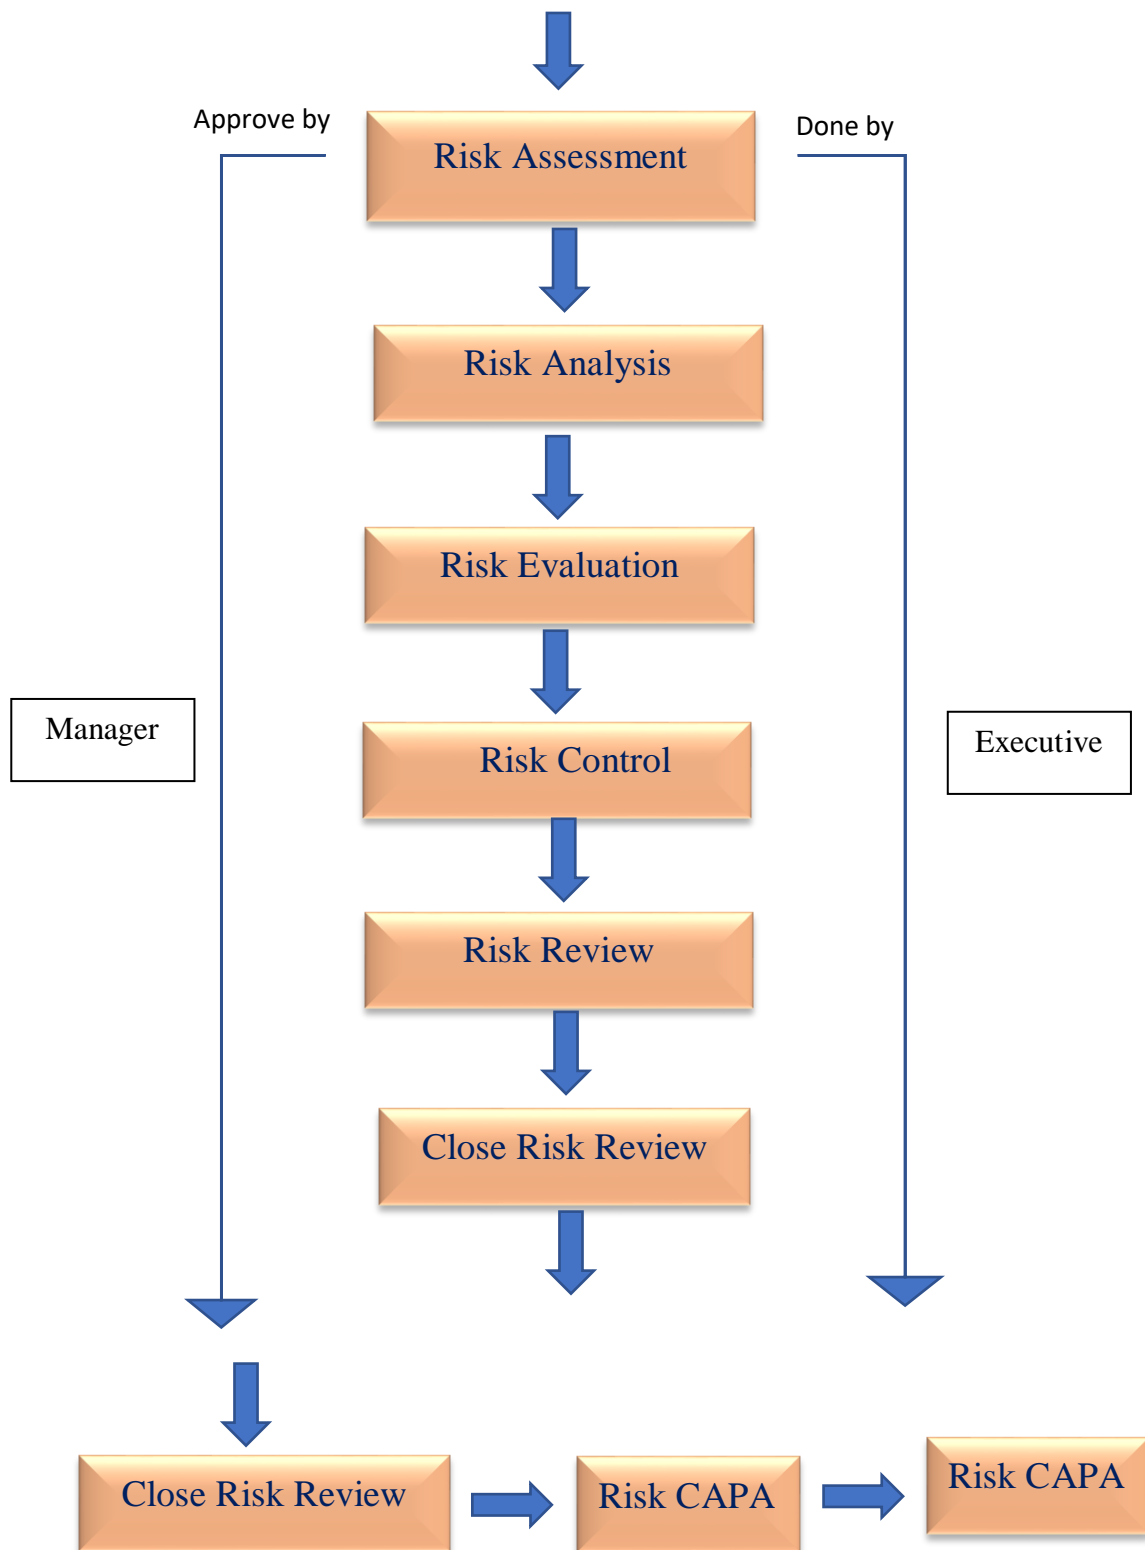 Approve by
Done by
Risk Assessment
Risk Analysis
Risk Evaluation
Manager
Executive
Risk Control
Risk Review
Close Risk Review
Close Risk Review
Risk CAPA
Risk CAPA